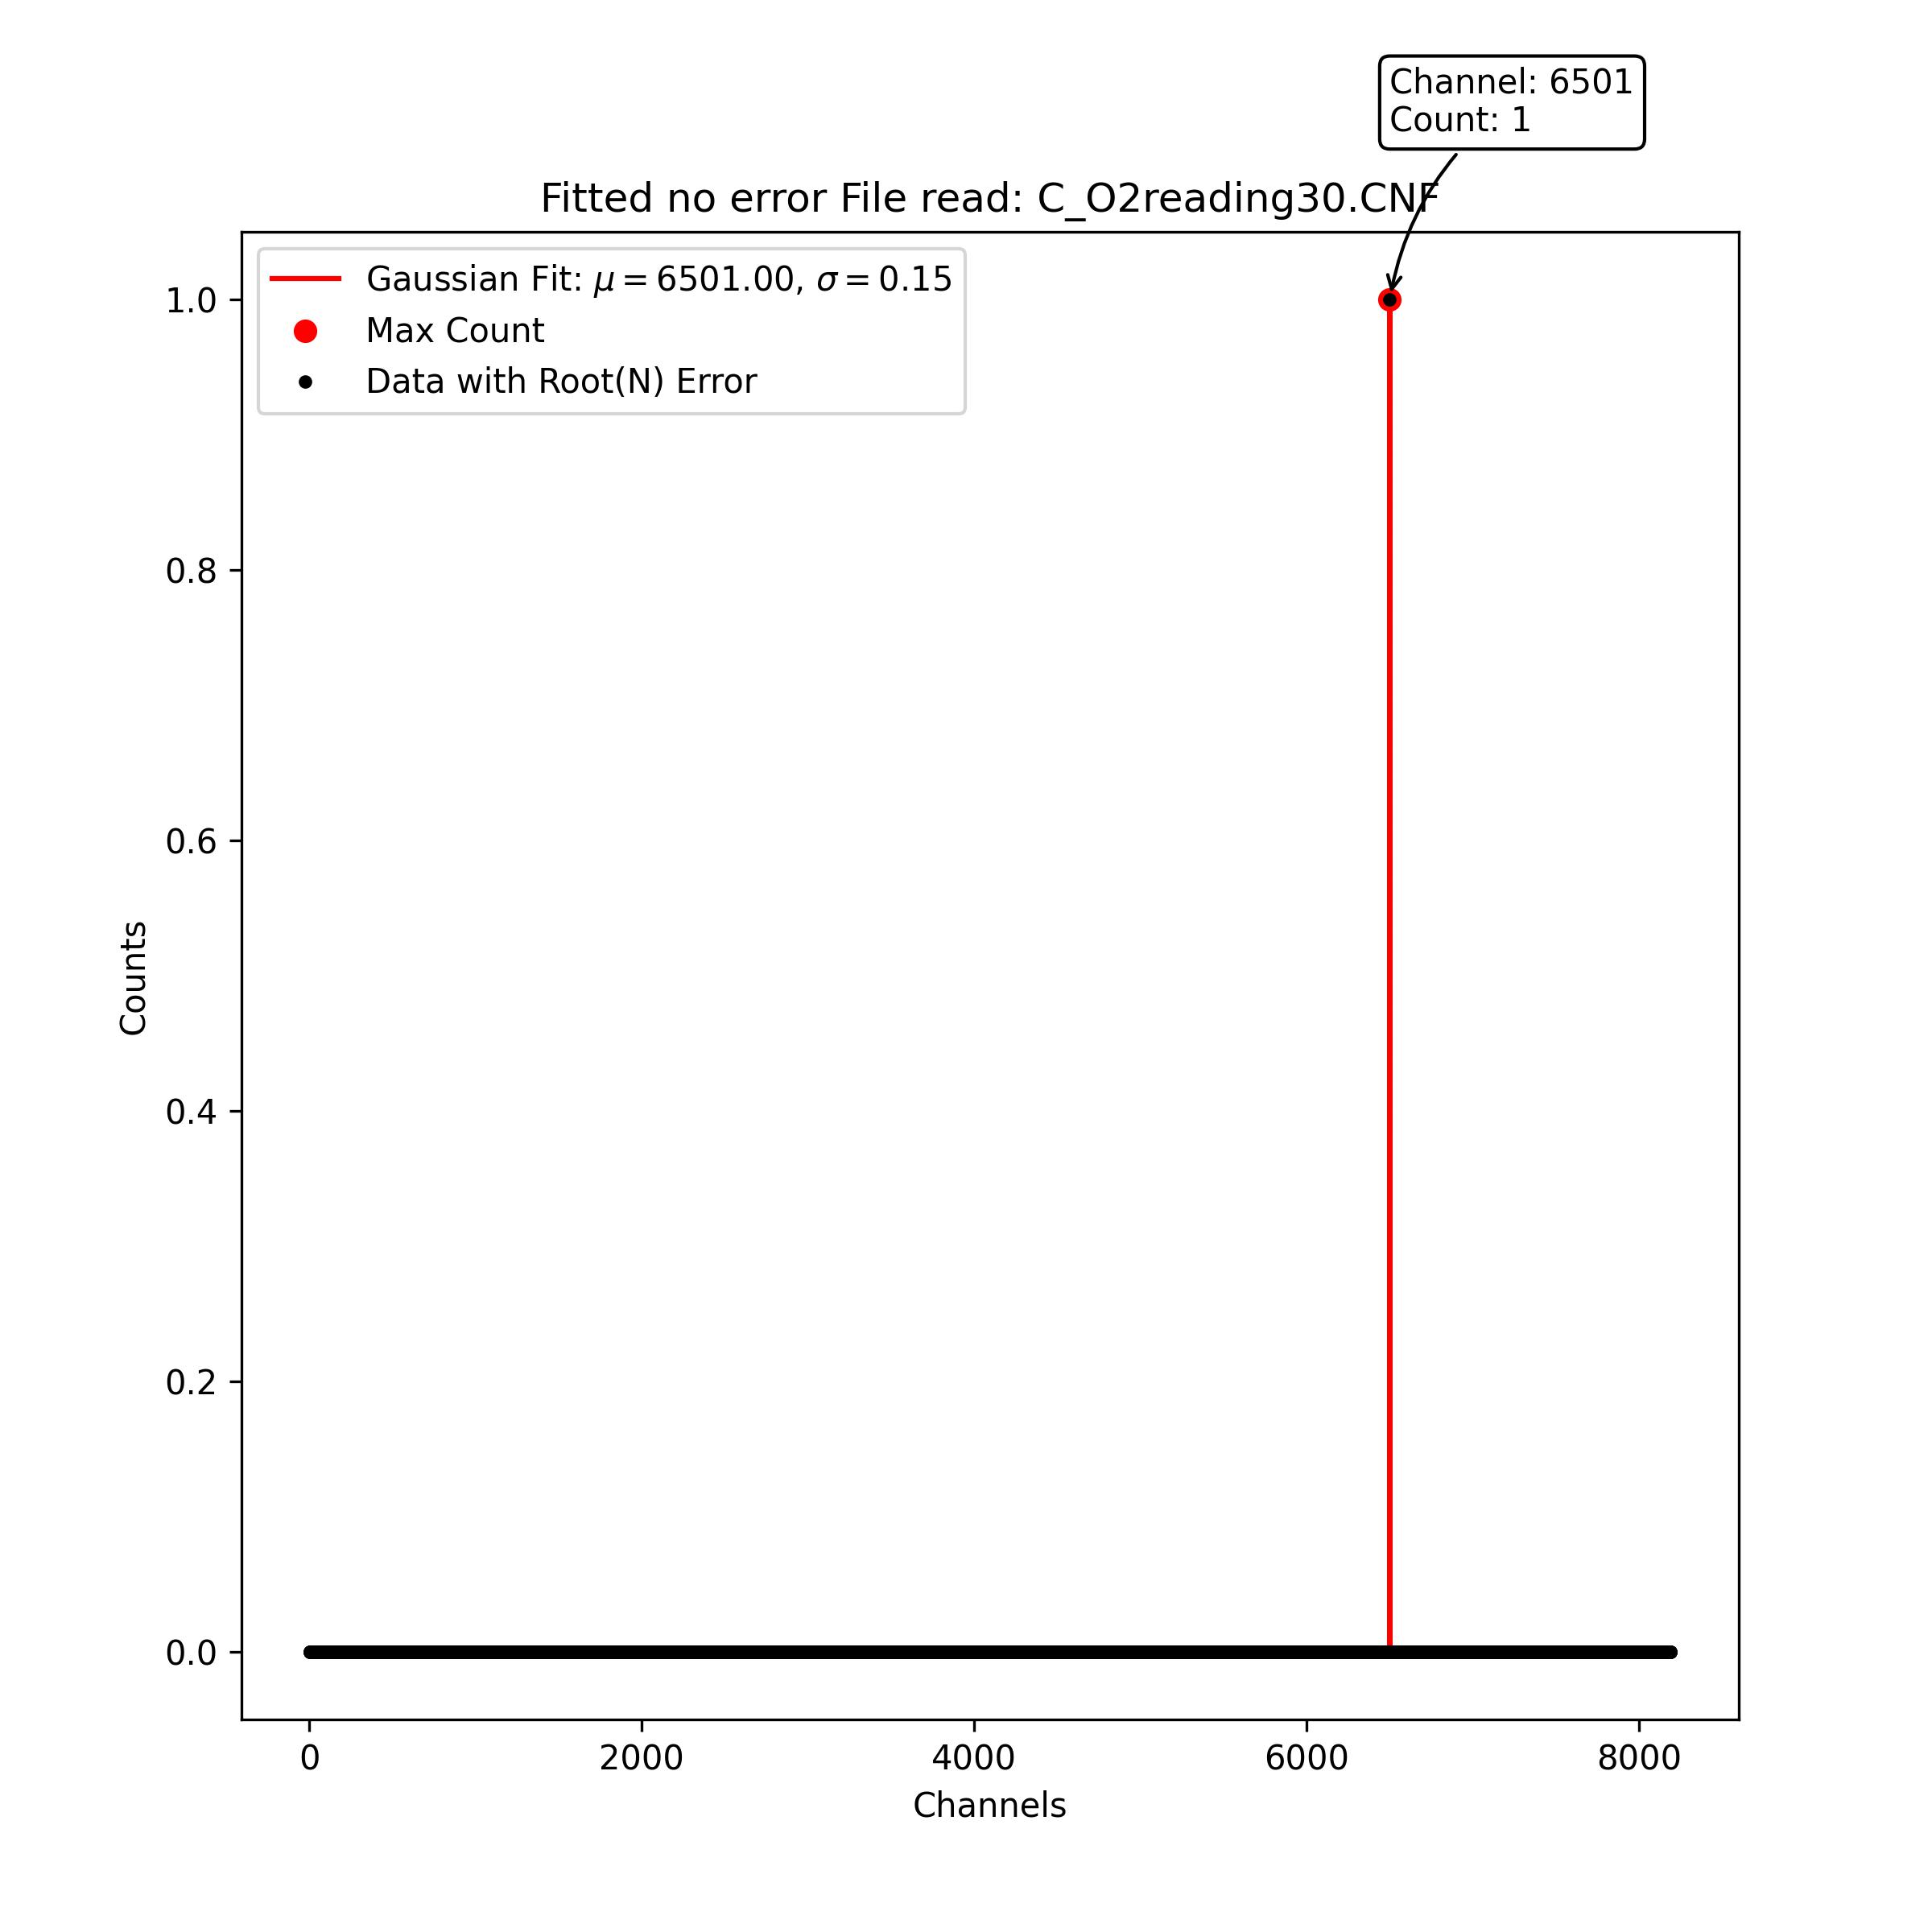 Channel: 6501
Count: 1
Fitted no error File read: C_O2reading30.CNF
Gaussian Fit: μ = 6501.00, σ = 0.15
Max Count
Data with Root(N) Error
1.0
0.8
0.6
0.4
0.2
0.0
Counts
0 2000 4000 6000 8000
Channels